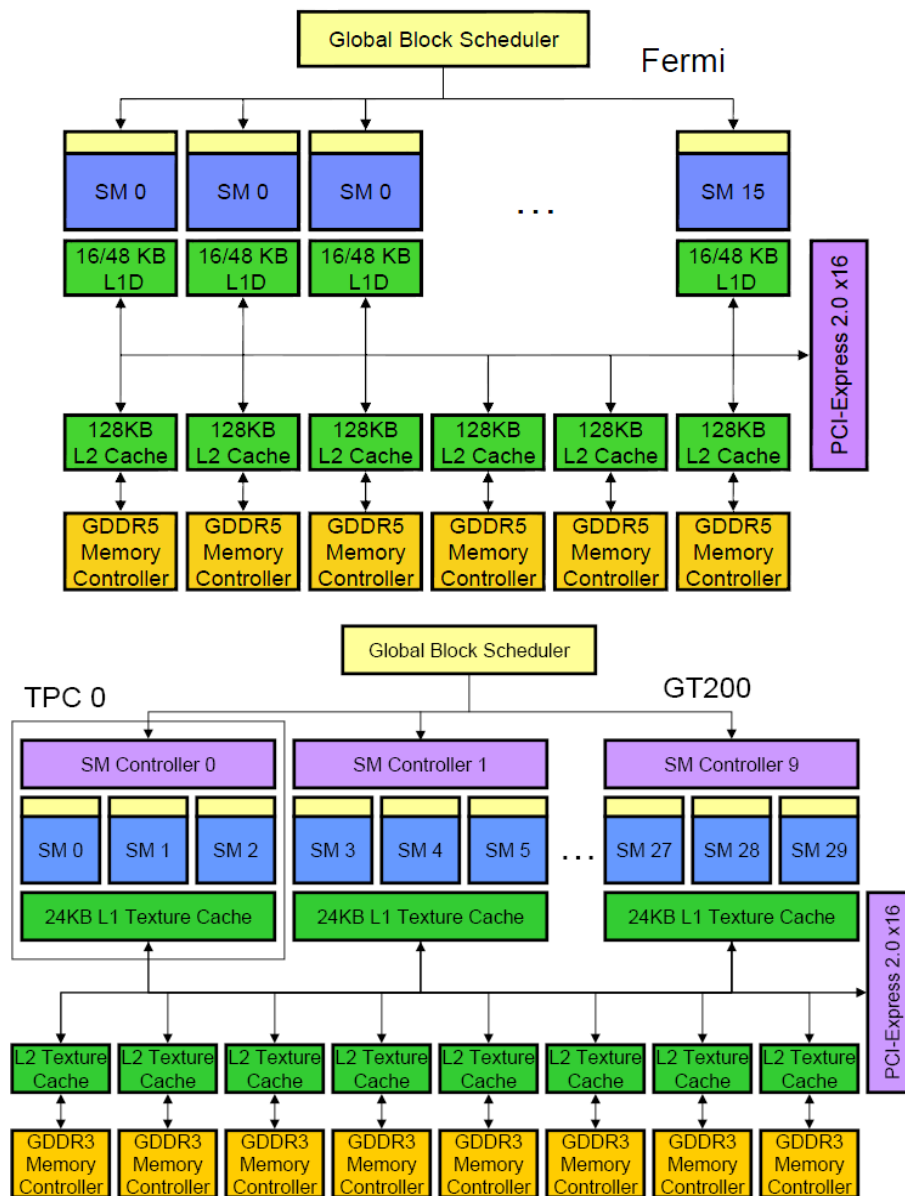 Global Block Scheduler
Fermi
SM 0
SM 0
SM 0
...
SM 15
16/48 KB
L1D
16/48 KB
L1D
16/48 KB
L1D
16/48 KB
L1D
PCI-Express 2.0 x16
128KB
L2 Cache
128KB
L2 Cache
128KB
L2 Cache
128KB
L2 Cache
128KB
L2 Cache
128KB
L2 Cache
GDDR5
Memory
Controller
GDDR5
Memory
Controller
GDDR5
Memory
Controller
GDDR5
Memory
Controller
GDDR5
Memory
Controller
GDDR5
Memory
Controller
Global Block Scheduler
TPC 0
GT200
SM Controller 0
SM Controller 1
SM Controller 9
SM 0
SM 1
SM 2
SM 3
SM 4
SM 5
...
SM 27
SM 28
SM 29
24KB L1 Texture Cache
24KB L1 Texture Cache
24KB L1 Texture Cache
PCI-Express 2.0 x16
L2 Texture
Cache
L2 Texture
Cache
L2 Texture
Cache
L2 Texture
Cache
L2 Texture
Cache
L2 Texture
Cache
L2 Texture
Cache
L2 Texture
Cache
GDDR3
Memory
Controller
GDDR3
Memory
Controller
GDDR3
Memory
Controller
GDDR3
Memory
Controller
GDDR3
Memory
Controller
GDDR3
Memory
Controller
GDDR3
Memory
Controller
GDDR3
Memory
Controller